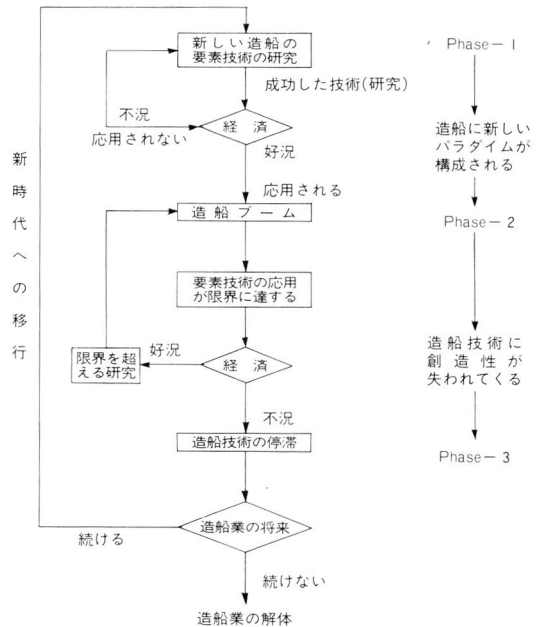 新しい造船の
要素技術の研究
成功した技術(研究)
不況
応用されない
経済
好況
応用される
造船ブーム
要素技術の応用
が限界に達する
限界を超
える研究
好況
経済
不況
造船技術の停滞
造船業の将来
続ける
続けない
造船業の解体
新時代への移行
Phase－1
造船に新しい
パラダイムが
構成される
Phase－2
造船技術に
創造性が
失われてくる
Phase－3